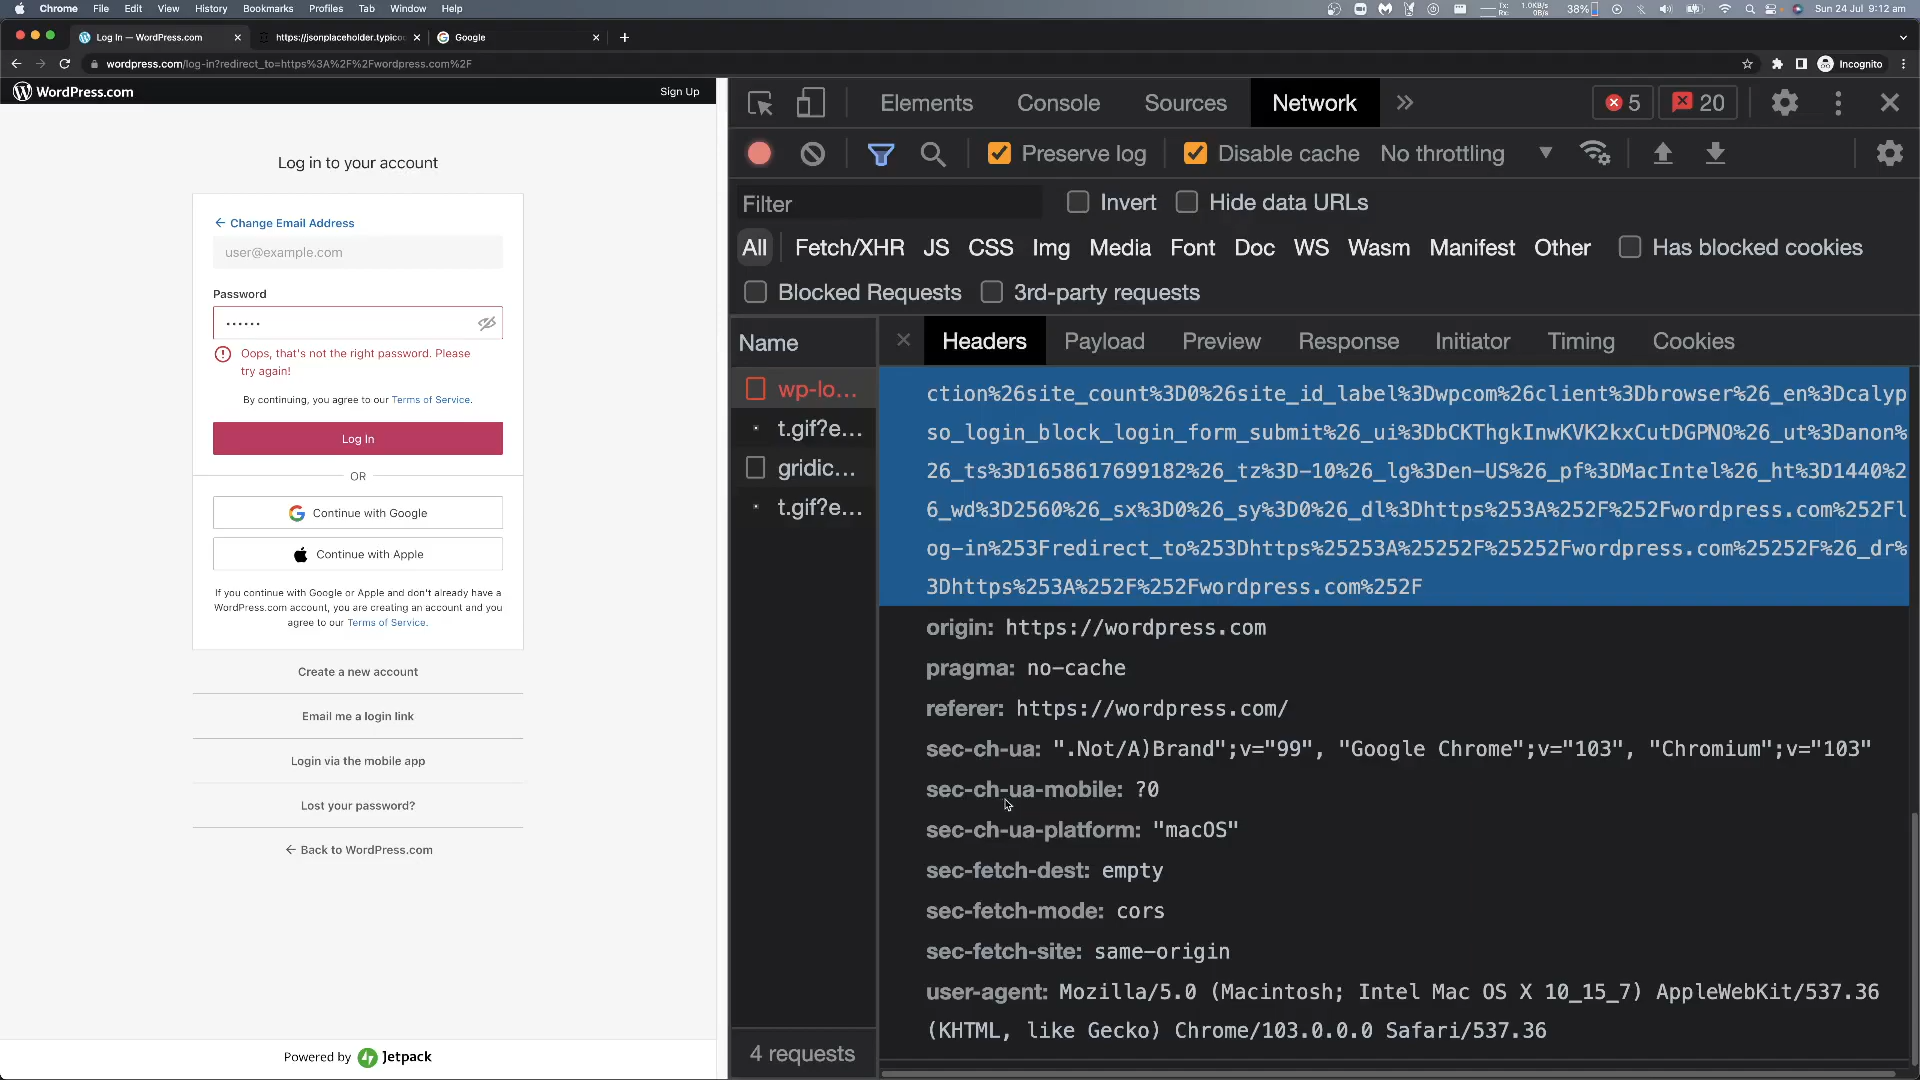 Chrome File Edit View History Bookmarks Profiles Tab Window Help
Tx: 1.0KB/s
Rx: 0B/s
38%
Sun 24 Jul 9:12 am
Log In — WordPress.com
https://jsonplaceholder.typico
Google
wordpress.com/log-in?redirect_to=https%3A%2F%2Fwordpress.com%2F
Incognito
WordPress.com
Sign Up
Log in to your account
Change Email Address
user@example.com
Password
••••••
Oops, that's not the right password. Please
try again!
By continuing, you agree to our Terms of Service.
Log In
OR
Continue with Google
Continue with Apple
If you continue with Google or Apple and don't already have a
WordPress.com account, you are creating an account and you
agree to our Terms of Service.
Create a new account
Email me a login link
Login via the mobile app
Lost your password?
Back to WordPress.com
Powered by Jetpack
Elements Console Sources Network 5 20
Preserve log Disable cache No throttling
Filter Invert Hide data URLs
All Fetch/XHR JS CSS Img Media Font Doc WS Wasm Manifest Other Has blocked cookies
Blocked Requests 3rd-party requests
Name
wp-lo...
t.gif?e...
gridic...
t.gif?e...
4 requests
Headers Payload Preview Response Initiator Timing Cookies
ction%26site_count%3D0%26site_id_label%3Dwpcom%26client%3Dbrowser%26_en%3Dcalyp
so_login_block_login_form_submit%26_ui%3DbCKThgkInwKVK2kxCutDGPNO%26_ut%3Danon%
26_ts%3D1658617699182%26_tz%3D-10%26_lg%3Den-US%26_pf%3DMacIntel%26_ht%3D1440%2
6_wd%3D2560%26_sx%3D0%26_sy%3D0%26_dl%3Dhttps%253A%252F%252Fwordpress.com%252Fl
og-in%253Fredirect_to%253Dhttps%25253A%25252F%25252Fwordpress.com%25252F%26_dr%
3Dhttps%253A%252F%252Fwordpress.com%252F
origin: https://wordpress.com
pragma: no-cache
referer: https://wordpress.com/
sec-ch-ua: ".Not/A)Brand";v="99", "Google Chrome";v="103", "Chromium";v="103"
sec-ch-ua-mobile: ?0
sec-ch-ua-platform: "macOS"
sec-fetch-dest: empty
sec-fetch-mode: cors
sec-fetch-site: same-origin
user-agent: Mozilla/5.0 (Macintosh; Intel Mac OS X 10_15_7) AppleWebKit/537.36
(KHTML, like Gecko) Chrome/103.0.0.0 Safari/537.36